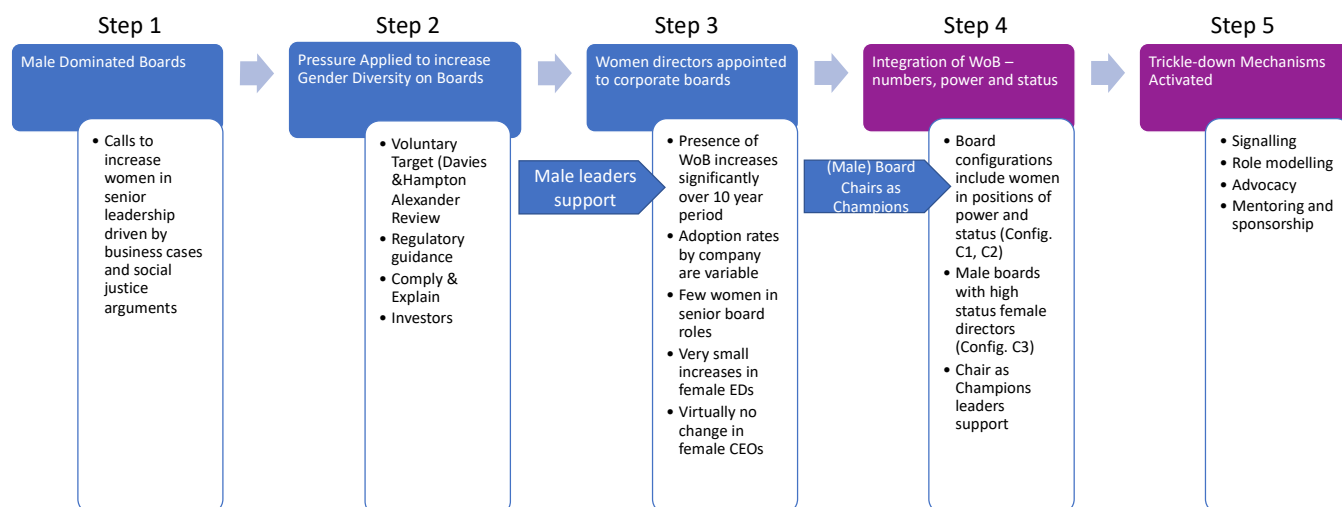 Step 1
Male Dominated Boards
• Calls to
increase
women in
senior
leadership
driven by
business cases
and social
justice
arguments
Step 2
Pressure Applied to increase
Gender Diversity on Boards
• Voluntary
Target (Davies
&Hampton
Alexander
Review
• Regulatory
guidance
• Comply &
Explain
• Investors
Male leaders
support
Step 3
Women directors appointed
to corporate boards
• Presence of
WoB increases
significantly
over 10 year
period
• Adoption rates
by company
are variable
• Few women in
senior board
roles
• Very small
increases in
female EDs
• Virtually no
change in
female CEOs
(Male) Board
Chairs as
Champions
Step 4
Integration of WoB –
numbers, power and status
• Board
configurations
include women
in positions of
power and
status (Config.
C1, C2)
• Male boards
with high
status female
directors
(Config. C3)
• Chair as
Champions
leaders
support
Step 5
Trickle-down Mechanisms
Activated
• Signalling
• Role modelling
• Advocacy
• Mentoring and
sponsorship